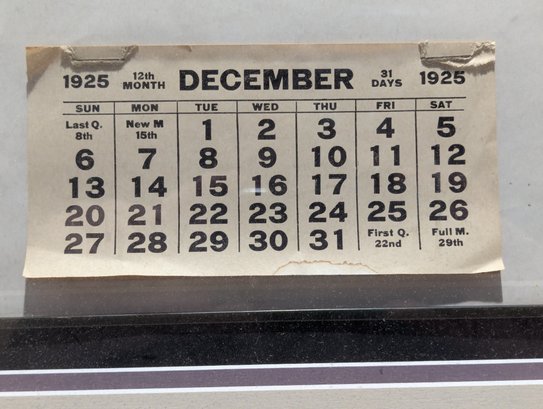 1925 12th MONTH DECEMBER 31 DAYS 1925
SUN MON TUE WED THU FRI SAT
Last Q. 8th New M 15th 1 2 3 4 5
6 7 8 9 10 11 12
13 14 15 16 17 18 19
20 21 22 23 24 25 26
27 28 29 30 31 First Q. 22nd Full M. 29th